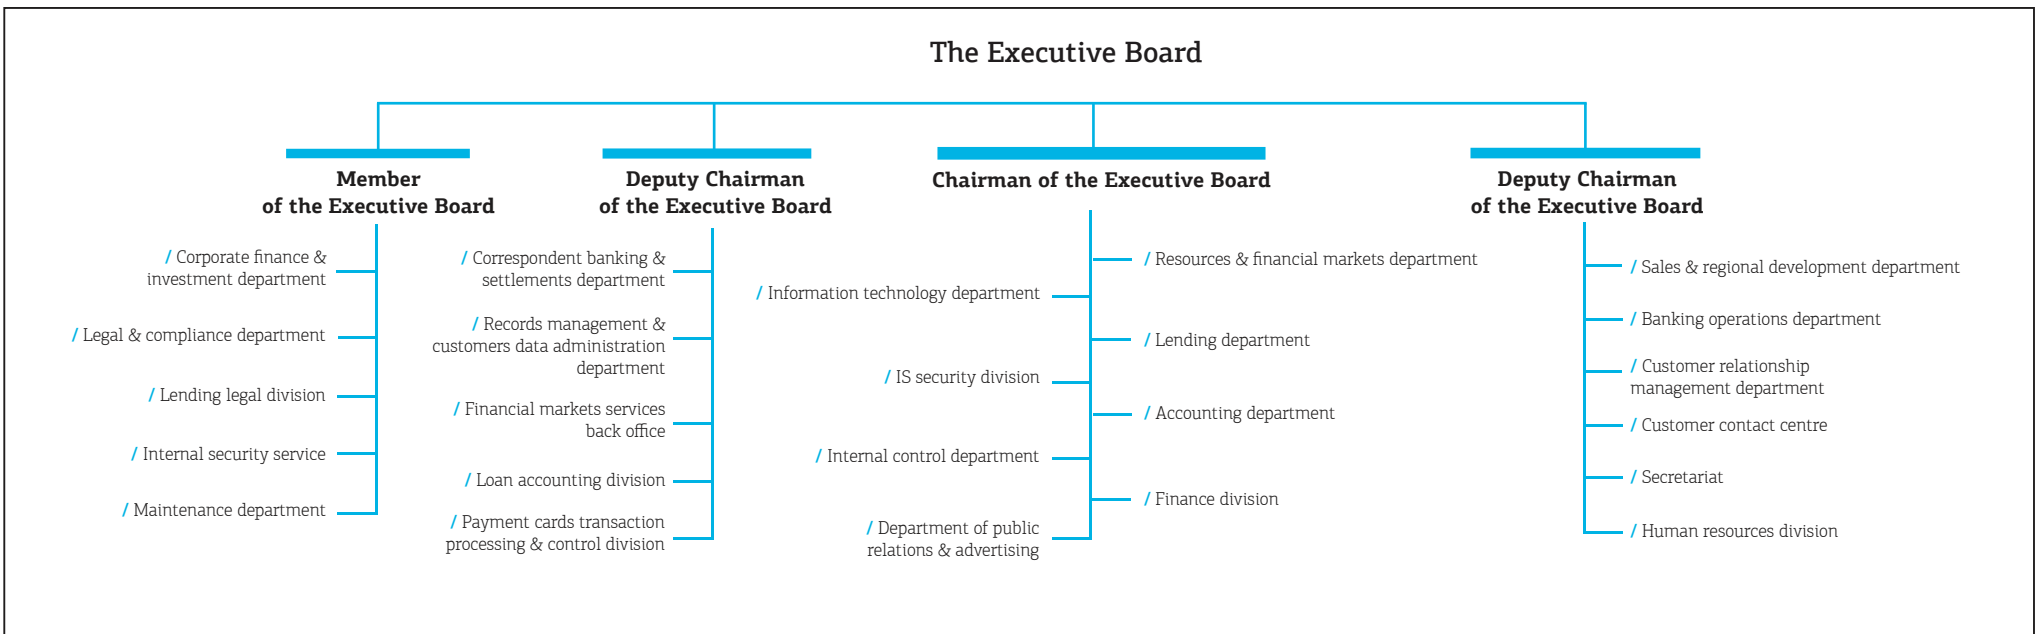 The Executive Board
Member
of the Executive Board
/ Corporate finance &
investment department
/ Legal & compliance department
/ Lending legal division
/ Internal security service
/ Maintenance department
Deputy Chairman
of the Executive Board
/ Correspondent banking &
settlements department
/ Records management &
customers data administration
department
/ Financial markets services
back office
/ Loan accounting division
/ Payment cards transaction
processing & control division
Chairman of the Executive Board
/ Resources & financial markets department
/ Information technology department
/ Lending department
/ IS security division
/ Accounting department
/ Internal control department
/ Finance division
/ Department of public
relations & advertising
Deputy Chairman
of the Executive Board
/ Sales & regional development department
/ Banking operations department
/ Customer relationship
management department
/ Customer contact centre
/ Secretariat
/ Human resources division